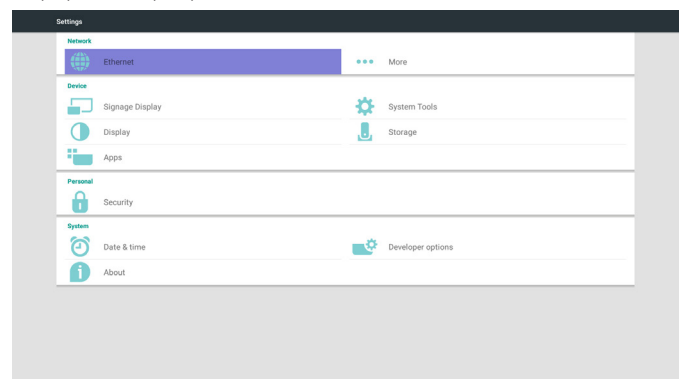 Settings
Network
Ethernet
More
Device
Signage Display
System Tools
Display
Storage
Apps
Personal
Security
System
Date & time
Developer options
About